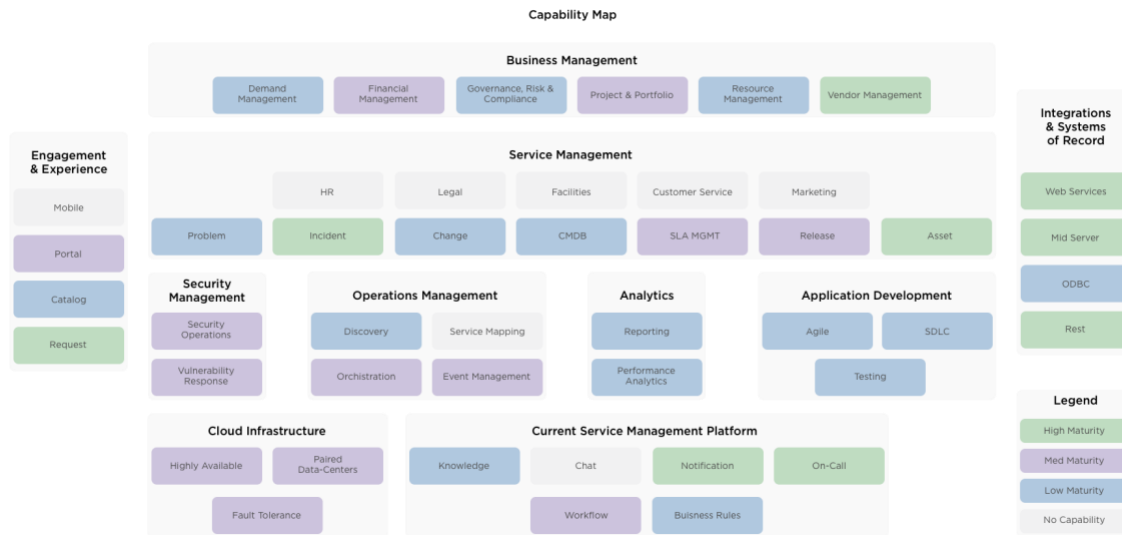 Capability Map
Business Management
Demand
Management
Financial
Management
Governance, Risk &
Compliance
Project & Portfolio
Resource
Management
Vendor Management
Engagement
& Experience
Mobile
Portal
Catalog
Request
Service Management
HR
Legal
Facilities
Customer Service
Marketing
Problem
Incident
Change
CMDB
SLA MGMT
Release
Asset
Security
Management
Security
Operations
Vulnerability
Response
Operations Management
Discovery
Service Mapping
Orchistration
Event Management
Analytics
Reporting
Performance
Analytics
Application Development
Agile
SDLC
Testing
Cloud Infrastructure
Highly Available
Paired
Data-Centers
Fault Tolerance
Current Service Management Platform
Knowledge
Chat
Notification
On-Call
Workflow
Buisness Rules
Integrations
& Systems
of Record
Web Services
Mid Server
ODBC
Rest
Legend
High Maturity
Med Maturity
Low Maturity
No Capability